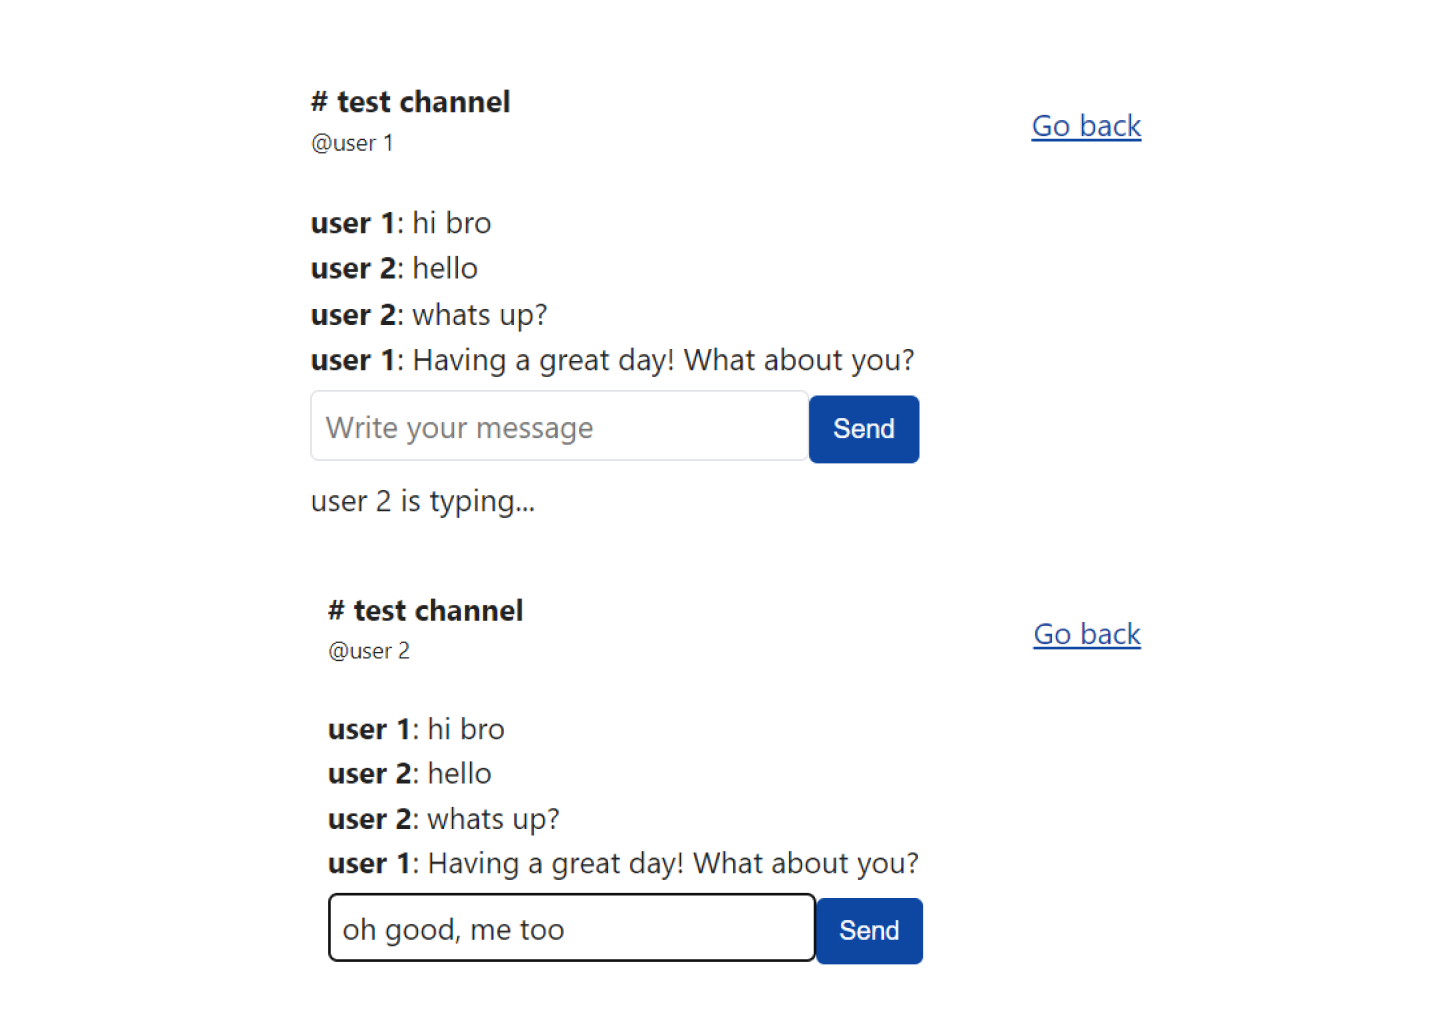 # test channel
@user 1
Go back
user 1: hi bro
user 2: hello
user 2: whats up?
user 1: Having a great day! What about you?
Write your message
Send
user 2 is typing...
# test channel
@user 2
Go back
user 1: hi bro
user 2: hello
user 2: whats up?
user 1: Having a great day! What about you?
oh good, me too
Send